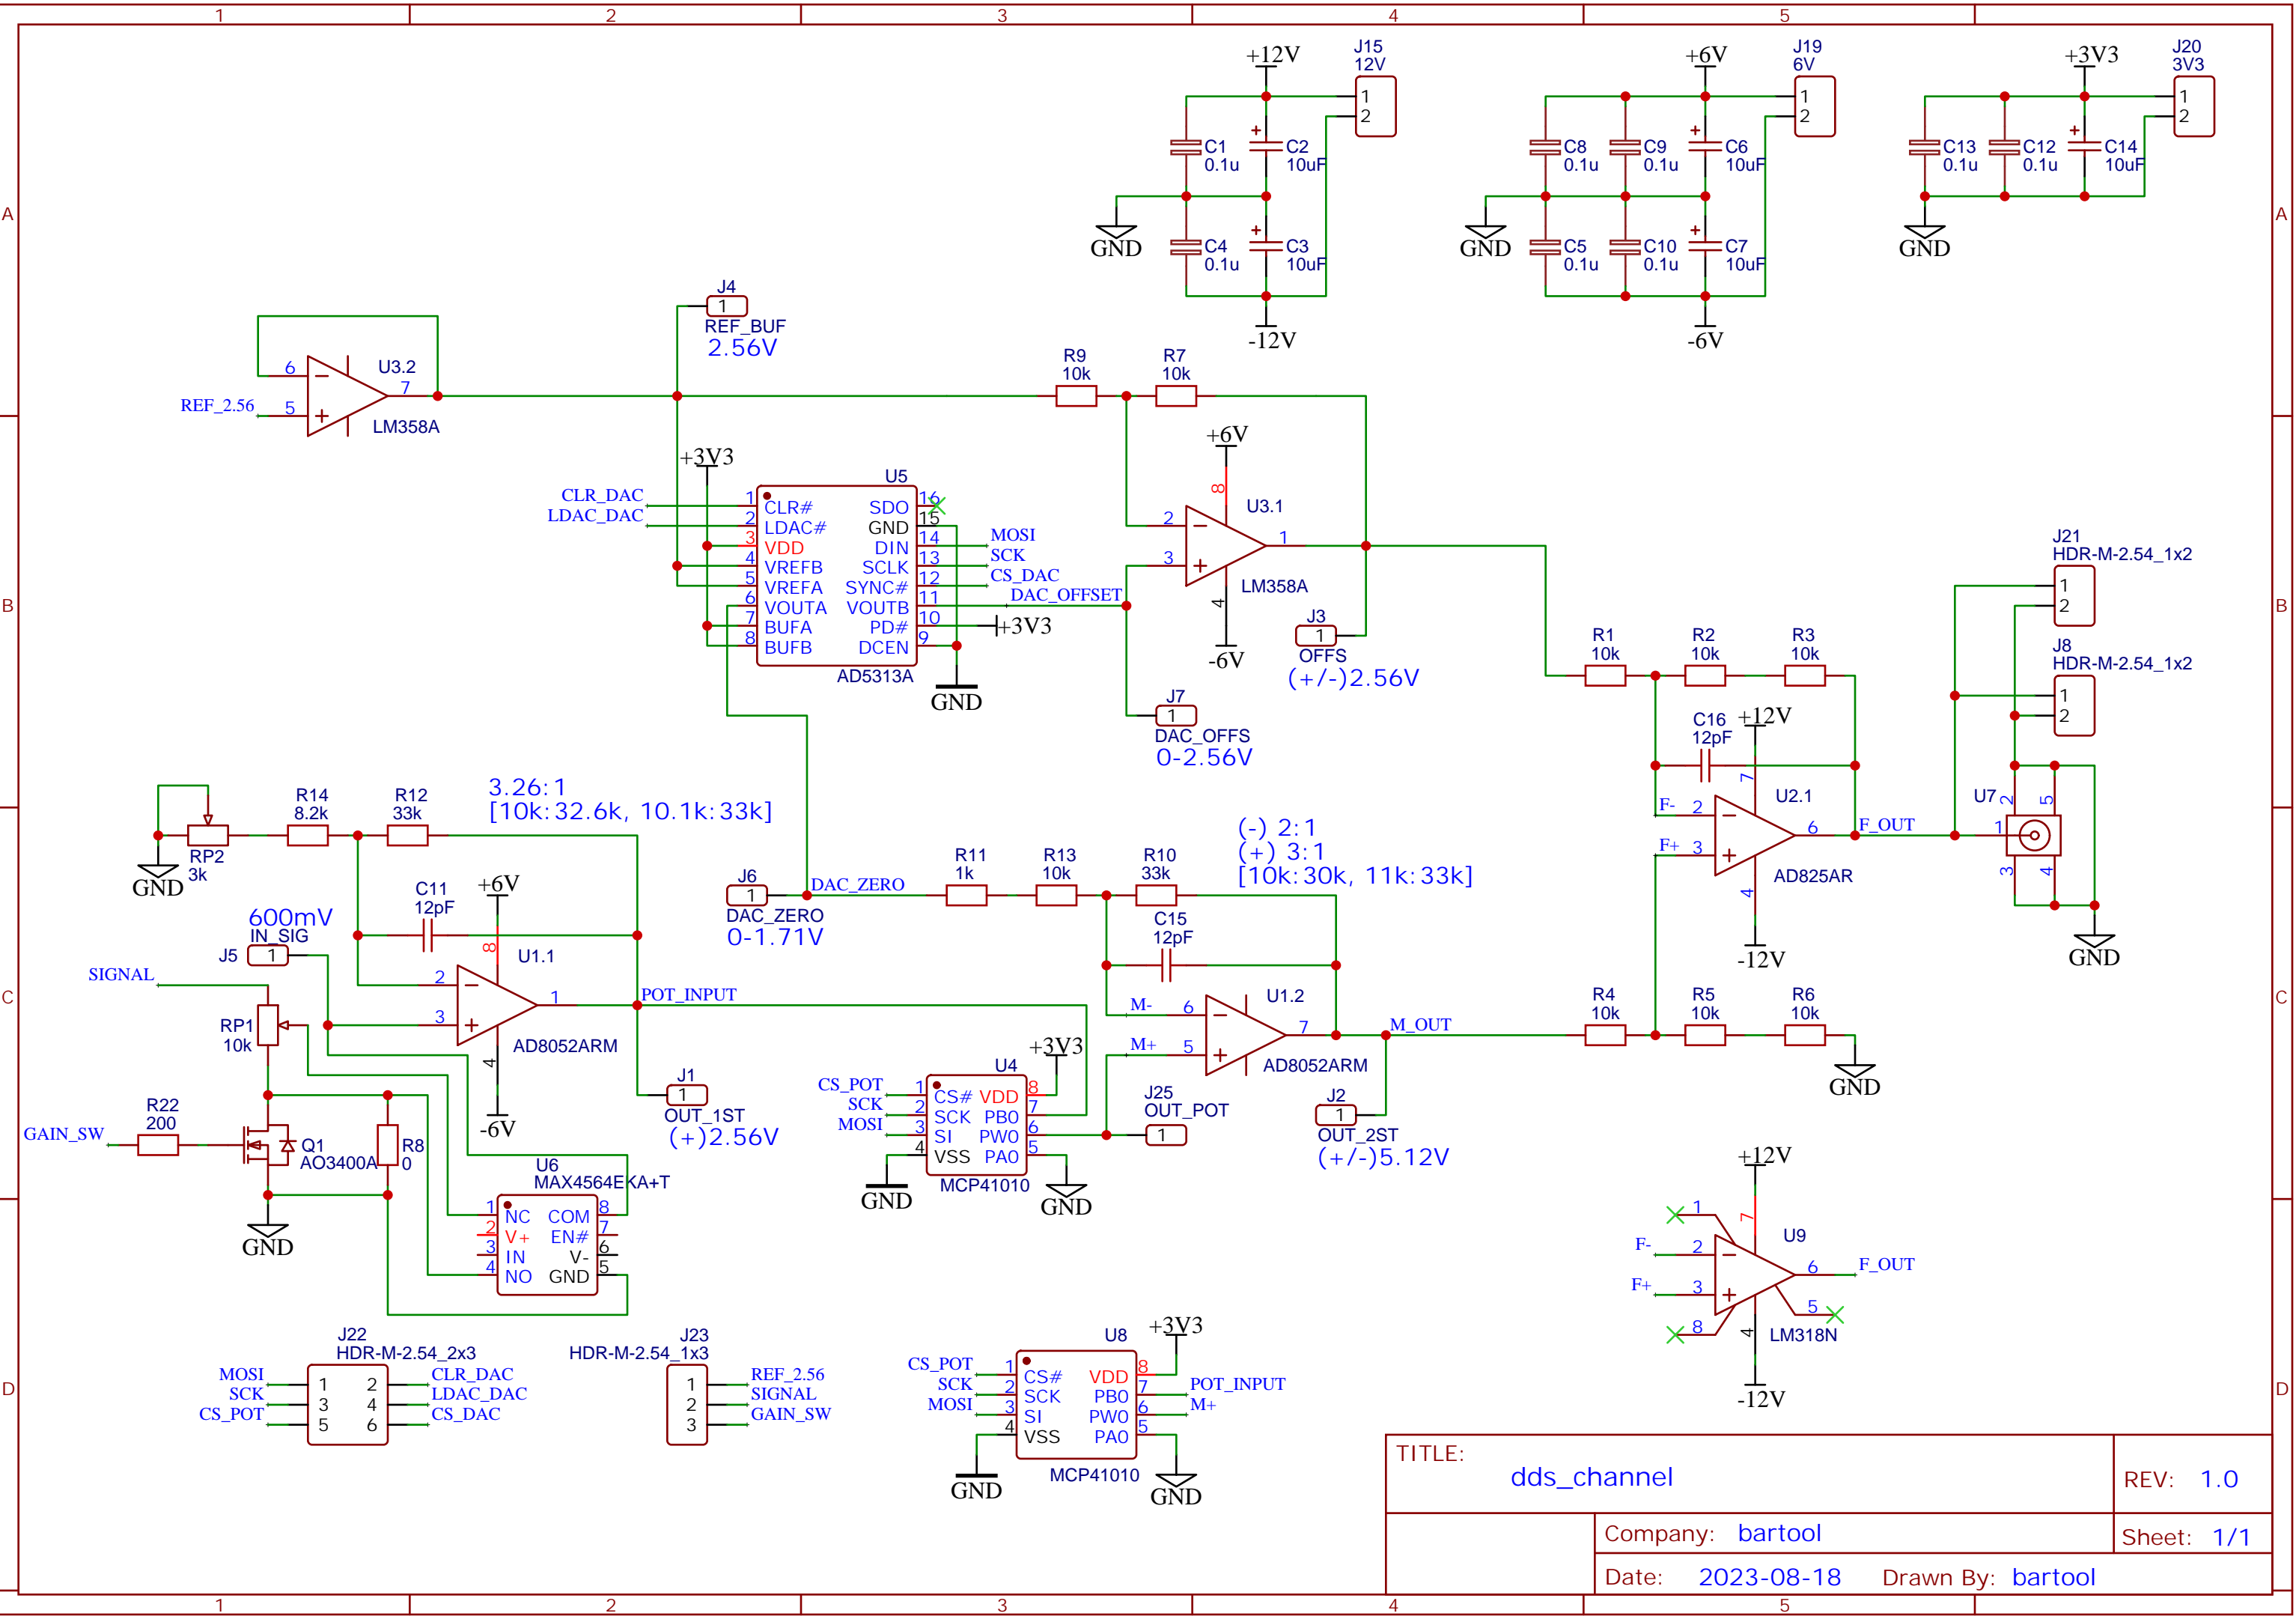 1 2 3 4 5
A
B
C
D
A
B
C
D
1 2 3 4 5
+12V
J15
12V
1
2
C1
0.1u
C2
10uF
GND
C4
0.1u
C3
10uF
-12V
+6V
J19
6V
1
2
C8
0.1u
C9
0.1u
C6
10uF
GND
C5
0.1u
C10
0.1u
C7
10uF
-6V
+3V3
J20
3V3
1
2
C13
0.1u
C12
0.1u
C14
10uF
GND
J4
1
REF_BUF
2.56V
REF_2.56
6
5
7
U3.2
LM358A
R9
10k
R7
10k
+3V3
U5
CLR_DAC
LDAC_DAC
1 CLR# SDO 16
2 LDAC# GND 15
3 VDD DIN 14 MOSI
4 VREFB SCLK 13 SCK
5 VREFA SYNC# 12 CS_DAC
6 VOUTA VOUTB 11 DAC_OFFSET
7 BUFA PD# 10 +3V3
8 BUFB DCEN 9
AD5313A
GND
+6V
8
U3.1
2
3
1
LM358A
4
-6V
J3
1
OFFS
(+/-)2.56V
J7
1
DAC_OFFS
0-2.56V
R1
10k
R2
10k
R3
10k
C16
12pF
+12V
7
U2.1
F- 2
F+ 3
6
F_OUT
AD825AR
4
-12V
J21
HDR-M-2.54_1x2
1
2
J8
HDR-M-2.54_1x2
1
2
U7
2
5
1
3
4
GND
R14
8.2k
R12
33k
3.26:1
[10k:32.6k, 10.1k:33k]
RP2
3k
GND
C11
12pF
+6V
8
600mV
IN_SIG
J5
1
U1.1
2
3
1
POT_INPUT
AD8052ARM
4
-6V
SIGNAL
RP1
10k
R22
200
GAIN_SW
Q1
AO3400A
R8
0
GND
J1
1
OUT_1ST
(+)2.56V
U6
MAX4564EKA+T
1 NC COM 8
2 V+ EN# 7
3 IN V- 6
4 NO GND 5
J6
1
DAC_ZERO
DAC_ZERO
0-1.71V
R11
1k
R13
10k
R10
33k
(-) 2:1
(+) 3:1
[10k:30k, 11k:33k]
C15
12pF
M- 6
M+ 5
7
U1.2
AD8052ARM
M_OUT
J2
1
OUT_2ST
(+/-)5.12V
+3V3
U4
CS_POT 1 CS# VDD 8
SCK 2 SCK PB0 7
MOSI 3 SI PW0 6
4 VSS PA0 5
MCP41010
GND
GND
J25
OUT_POT
1
R4
10k
R5
10k
R6
10k
GND
+12V
7
1
F- 2
F+ 3
8
U9
6
F_OUT
5
4
LM318N
-12V
J22
HDR-M-2.54_2x3
MOSI 1 2 CLR_DAC
SCK 3 4 LDAC_DAC
CS_POT 5 6 CS_DAC
J23
HDR-M-2.54_1x3
1 REF_2.56
2 SIGNAL
3 GAIN_SW
+3V3
U8
CS_POT 1 CS# VDD 8
SCK 2 SCK PB0 7 POT_INPUT
MOSI 3 SI PW0 6 M+
4 VSS PA0 5
MCP41010
GND
GND
TITLE:
dds_channel
REV: 1.0
Company: bartool
Sheet: 1/1
Date: 2023-08-18 Drawn By: bartool